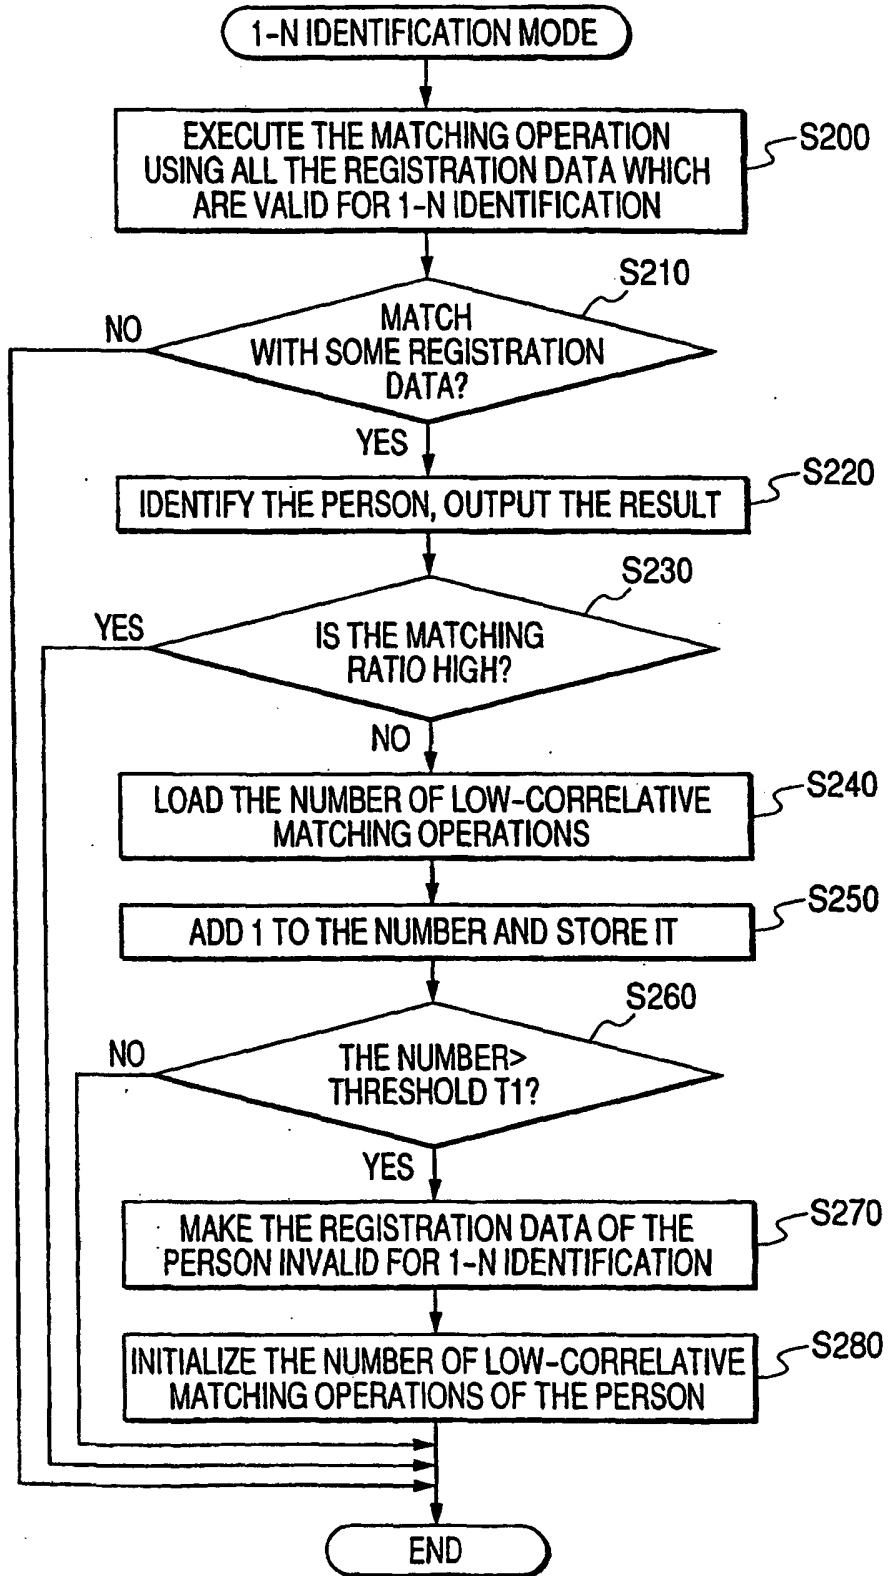 1-N IDENTIFICATION MODE
EXECUTE THE MATCHING OPERATION
USING ALL THE REGISTRATION DATA WHICH
ARE VALID FOR 1-N IDENTIFICATION
S200
S210
MATCH
WITH SOME REGISTRATION
DATA?
NO
YES
IDENTIFY THE PERSON, OUTPUT THE RESULT
S220
S230
IS THE MATCHING
RATIO HIGH?
YES
NO
LOAD THE NUMBER OF LOW-CORRELATIVE
MATCHING OPERATIONS
S240
ADD 1 TO THE NUMBER AND STORE IT
S250
S260
THE NUMBER>
THRESHOLD T1?
NO
YES
MAKE THE REGISTRATION DATA OF THE
PERSON INVALID FOR 1-N IDENTIFICATION
S270
INITIALIZE THE NUMBER OF LOW-CORRELATIVE
MATCHING OPERATIONS OF THE PERSON
S280
END